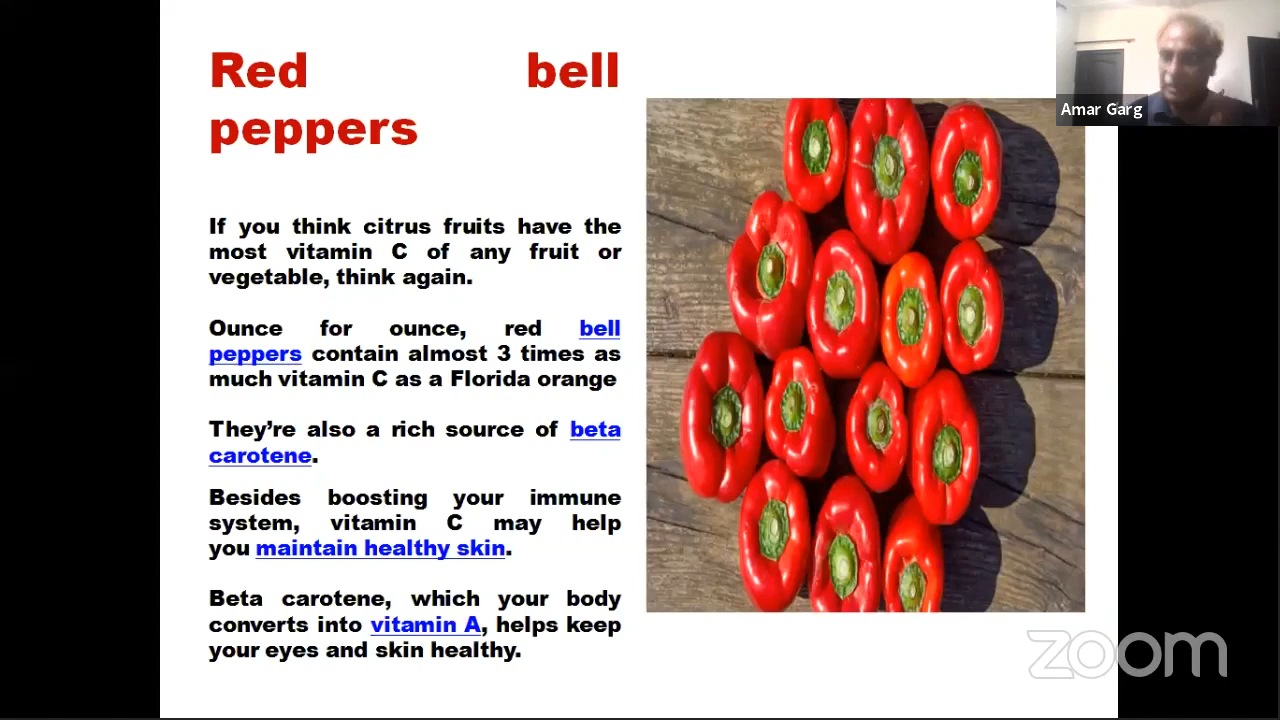 Red bell
peppers
If you think citrus fruits have the
most vitamin C of any fruit or
vegetable, think again.
Ounce for ounce, red bell
peppers contain almost 3 times as
much vitamin C as a Florida orange
They’re also a rich source of beta
carotene.
Besides boosting your immune
system, vitamin C may help
you maintain healthy skin.
Beta carotene, which your body
converts into vitamin A, helps keep
your eyes and skin healthy.
Amar Garg
zoom